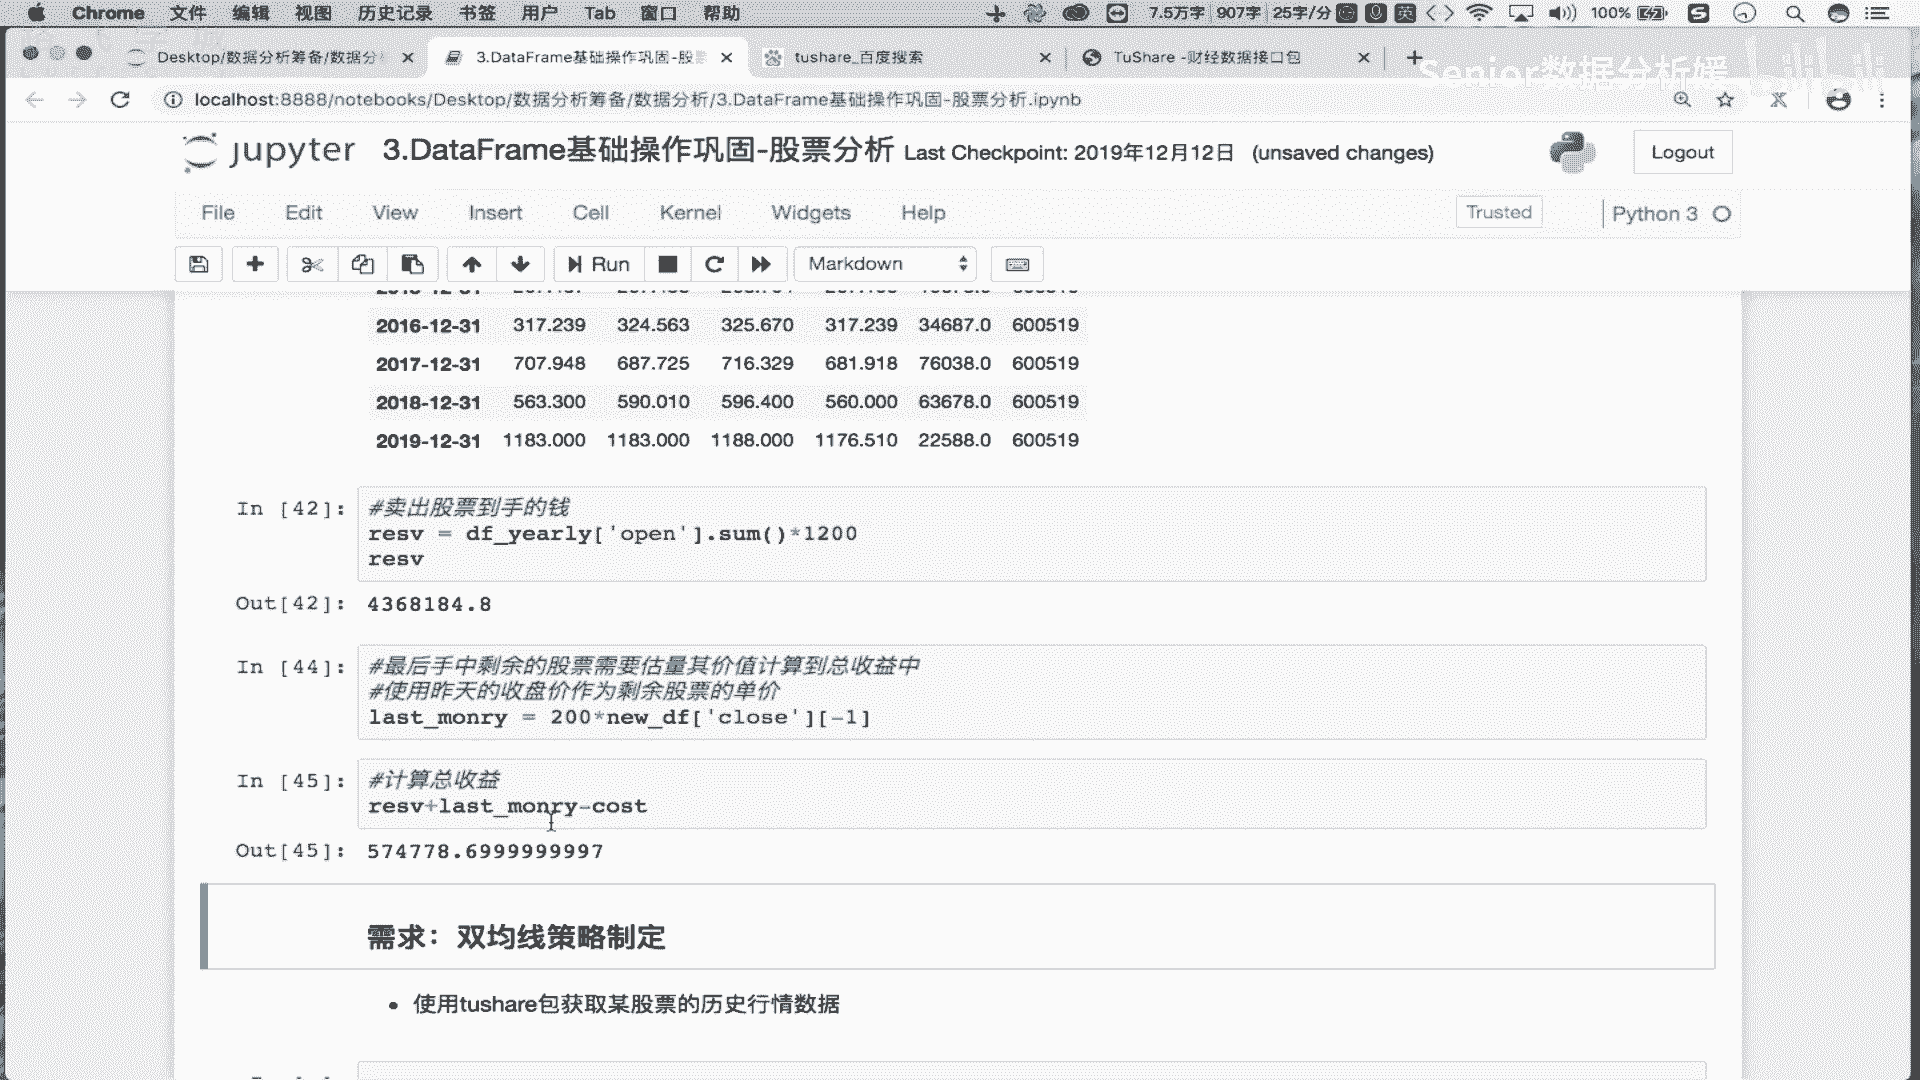 Chrome 文件 编辑 视图 历史记录 书签 用户 Tab 窗口 帮助 7.5万字 907字 25字/分 英 100%
Desktop/数据分析筹备/数据分 3.DataFrame基础操作巩固-股 tushare_百度搜索 TuShare -财经数据接口包
Senior数据分析媛 bilibili
localhost:8888/notebooks/Desktop/数据分析筹备/数据分析/3.DataFrame基础操作巩固-股票分析.ipynb
jupyter 3.DataFrame基础操作巩固-股票分析 Last Checkpoint: 2019年12月12日 (unsaved changes) Logout
File Edit View Insert Cell Kernel Widgets Help Trusted Python 3
Run Markdown
2016-12-31 317.239 324.563 325.670 317.239 34687.0 600519
2017-12-31 707.948 687.725 716.329 681.918 76038.0 600519
2018-12-31 563.300 590.010 596.400 560.000 63678.0 600519
2019-12-31 1183.000 1183.000 1188.000 1176.510 22588.0 600519
In [42]: #卖出股票到手的钱
resv = df_yearly['open'].sum()*1200
resv
Out[42]: 4368184.8
In [44]: #最后手中剩余的股票需要估量其价值计算到总收益中
#使用昨天的收盘价作为剩余股票的单价
last_monry = 200*new_df['close'][-1]
In [45]: #计算总收益
resv+last_monry-cost
Out[45]: 574778.6999999997
需求：双均线策略制定
• 使用tushare包获取某股票的历史行情数据